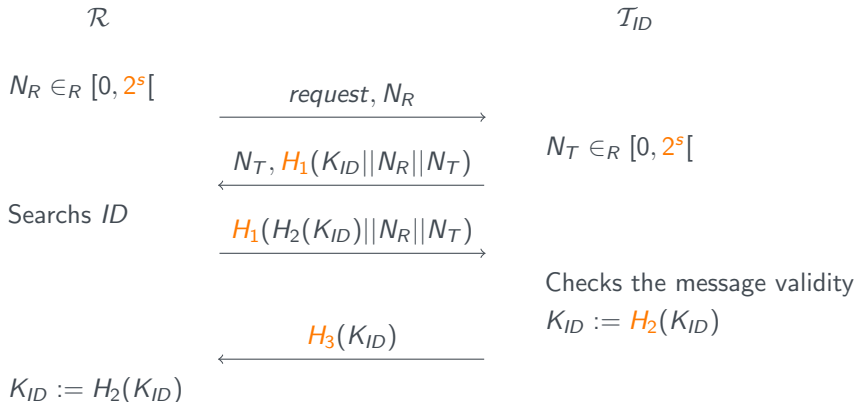 R T_ID
N_R ∈_R [0, 2^s[
request, N_R
N_T ∈_R [0, 2^s[
N_T, H_1(K_ID||N_R||N_T)
Searchs ID
H_1(H_2(K_ID)||N_R||N_T)
Checks the message validity
K_ID := H_2(K_ID)
H_3(K_ID)
K_ID := H_2(K_ID)